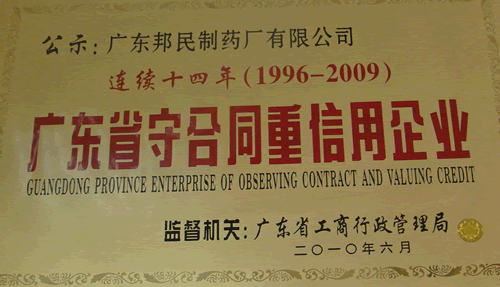 公示：广东邦民制药厂有限公司
连续十四年(1996-2009)
广东省守合同重信用企业
GUANGDONG PROVINCE ENTERPRISE OF OBSERVING CONTRACT AND VALUING CREDIT
监督机关：广东省工商行政管理局
二〇一〇年六月